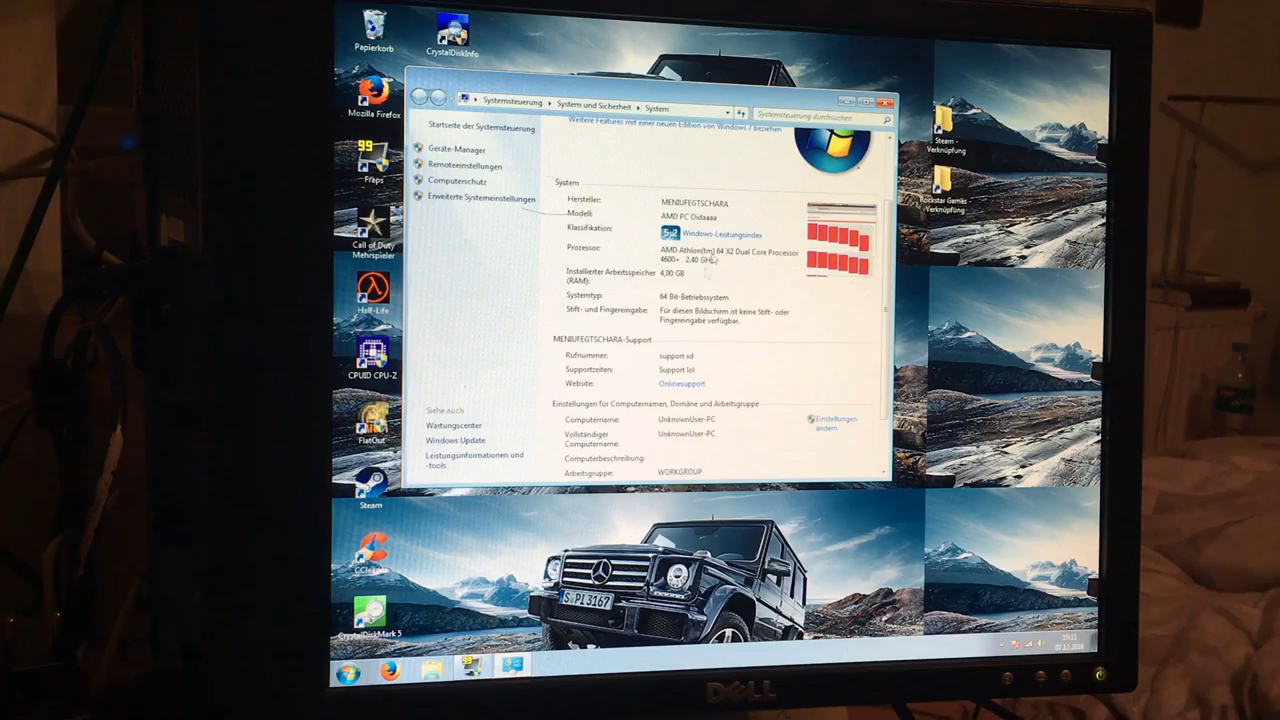 Papierkorb
CrystalDiskInfo
Mozilla Firefox
99
Fraps
Call of Duty
Mehrspieler
Half-Life
CPUID CPU-Z
FlatOut
Steam
CrystalDiskMark 5
Steam -
Verknüpfung
Rockstar Games
- Verknüpfung
Systemsteuerung
System und Sicherheit
System
Systemsteuerung durchsuchen
Startseite der Systemsteuerung
Geräte-Manager
Remoteeinstellungen
Computerschutz
Erweiterte Systemeinstellungen
Weitere Features mit einer neuen Edition von Windows 7 beziehen
System
Hersteller: MENIUFEGTSCHARA
Modell: AMD PC Oidaaaa
Klassifikation: 5,2 Windows-Leistungsindex
Prozessor: AMD Athlon(tm) 64 X2 Dual Core Processor
4600+ 2.40 GHz
Installierter Arbeitsspeicher 4,00 GB
(RAM):
Systemtyp: 64 Bit-Betriebssystem
Stift- und Fingereingabe: Für diesen Bildschirm ist keine Stift- oder
Fingereingabe verfügbar.
MENIUFEGTSCHARA-Support
Rufnummer: support xd
Supportzeiten: Support lol
Website: Onlinesupport
Einstellungen für Computernamen, Domäne und Arbeitsgruppe
Computername: UnknownUser-PC
Einstellungen
ändern
Vollständiger UnknownUser-PC
Computername:
Computerbeschreibung:
Arbeitsgruppe: WORKGROUP
Siehe auch
Wartungscenter
Windows Update
Leistungsinformationen und
-tools
S PI 3167
19:11
DELL